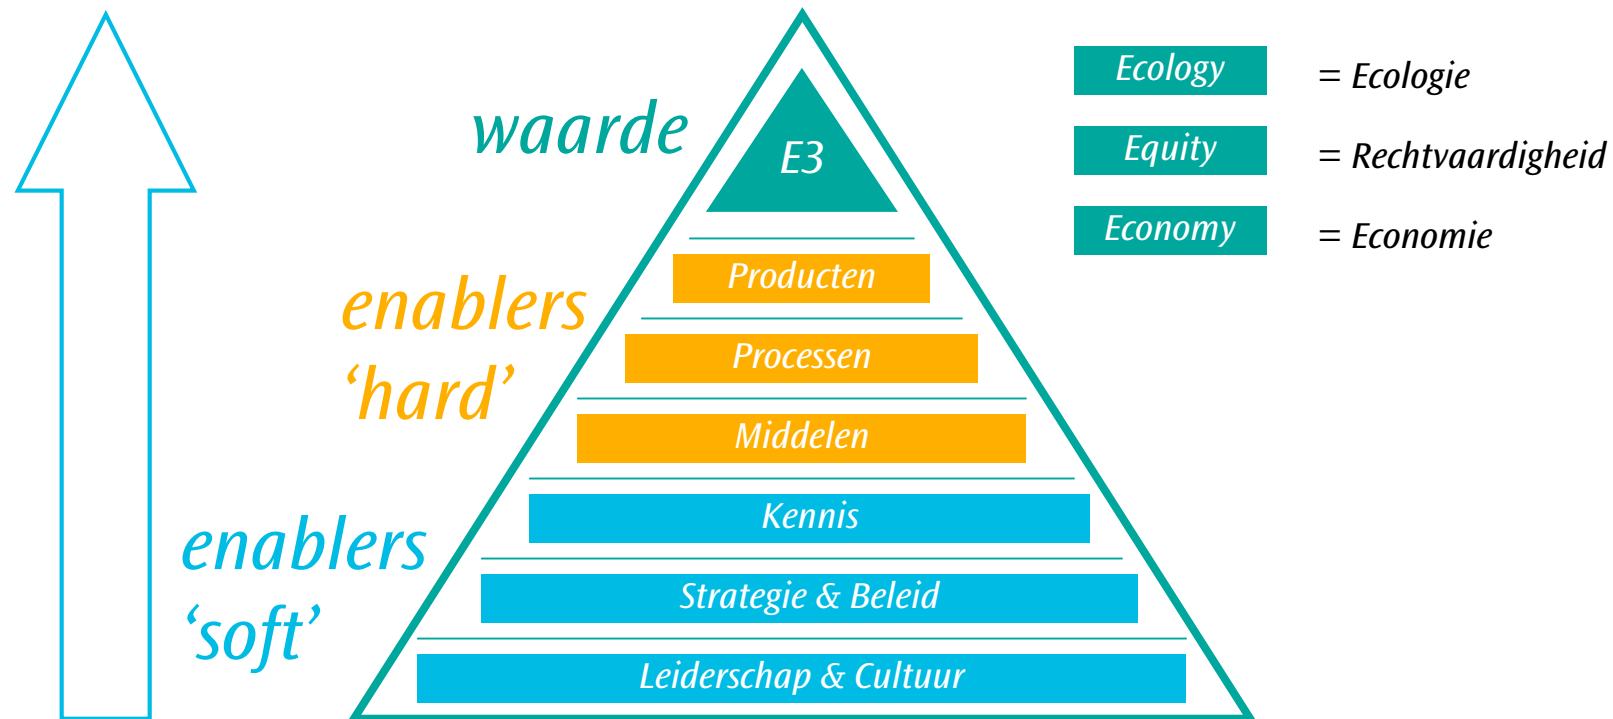 waarde
E3
Ecology
= Ecologie
Equity
= Rechtvaardigheid
Economy
= Economie
enablers
‘hard’
Producten
Processen
Middelen
enablers
‘soft’
Kennis
Strategie & Beleid
Leiderschap & Cultuur